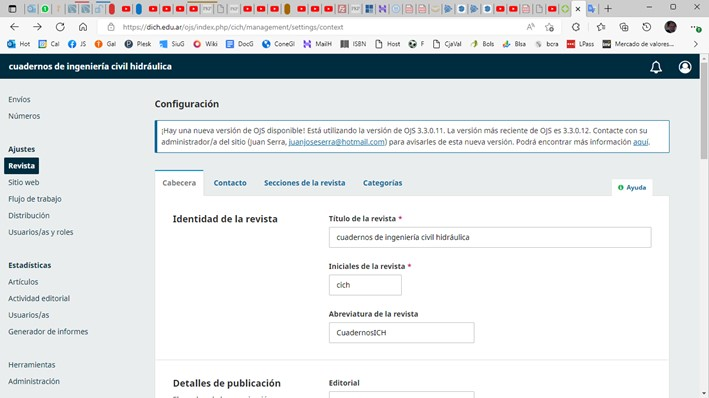 https://dich.edu.ar/ojs/index.php/cich/management/settings/context
Hot Cal JS Gal Plesk SiuG Wiki DocG ConeGl MailH ISBN Host F CjaVal Bols Blsa bcra LPass Mercado de valores...
cuadernos de ingeniería civil hidráulica
Envíos
Números
Ajustes
Revista
Sitio web
Flujo de trabajo
Distribución
Usuarios/as y roles
Estadísticas
Artículos
Actividad editorial
Usuarios/as
Generador de informes
Herramientas
Administración
Configuración
¡Hay una nueva versión de OJS disponible! Está utilizando la versión de OJS 3.3.0.11. La versión más reciente de OJS es 3.3.0.12. Contacte con su
administrador/a del sitio (Juan Serra, juanjoseserra@hotmail.com) para avisarles de esta nueva versión. Podrá encontrar más información aquí.
Cabecera Contacto Secciones de la revista Categorías
Ayuda
Identidad de la revista
Título de la revista *
cuadernos de ingeniería civil hidráulica
Iniciales de la revista *
cich
Abreviatura de la revista
CuadernosICH
Detalles de publicación
Editorial